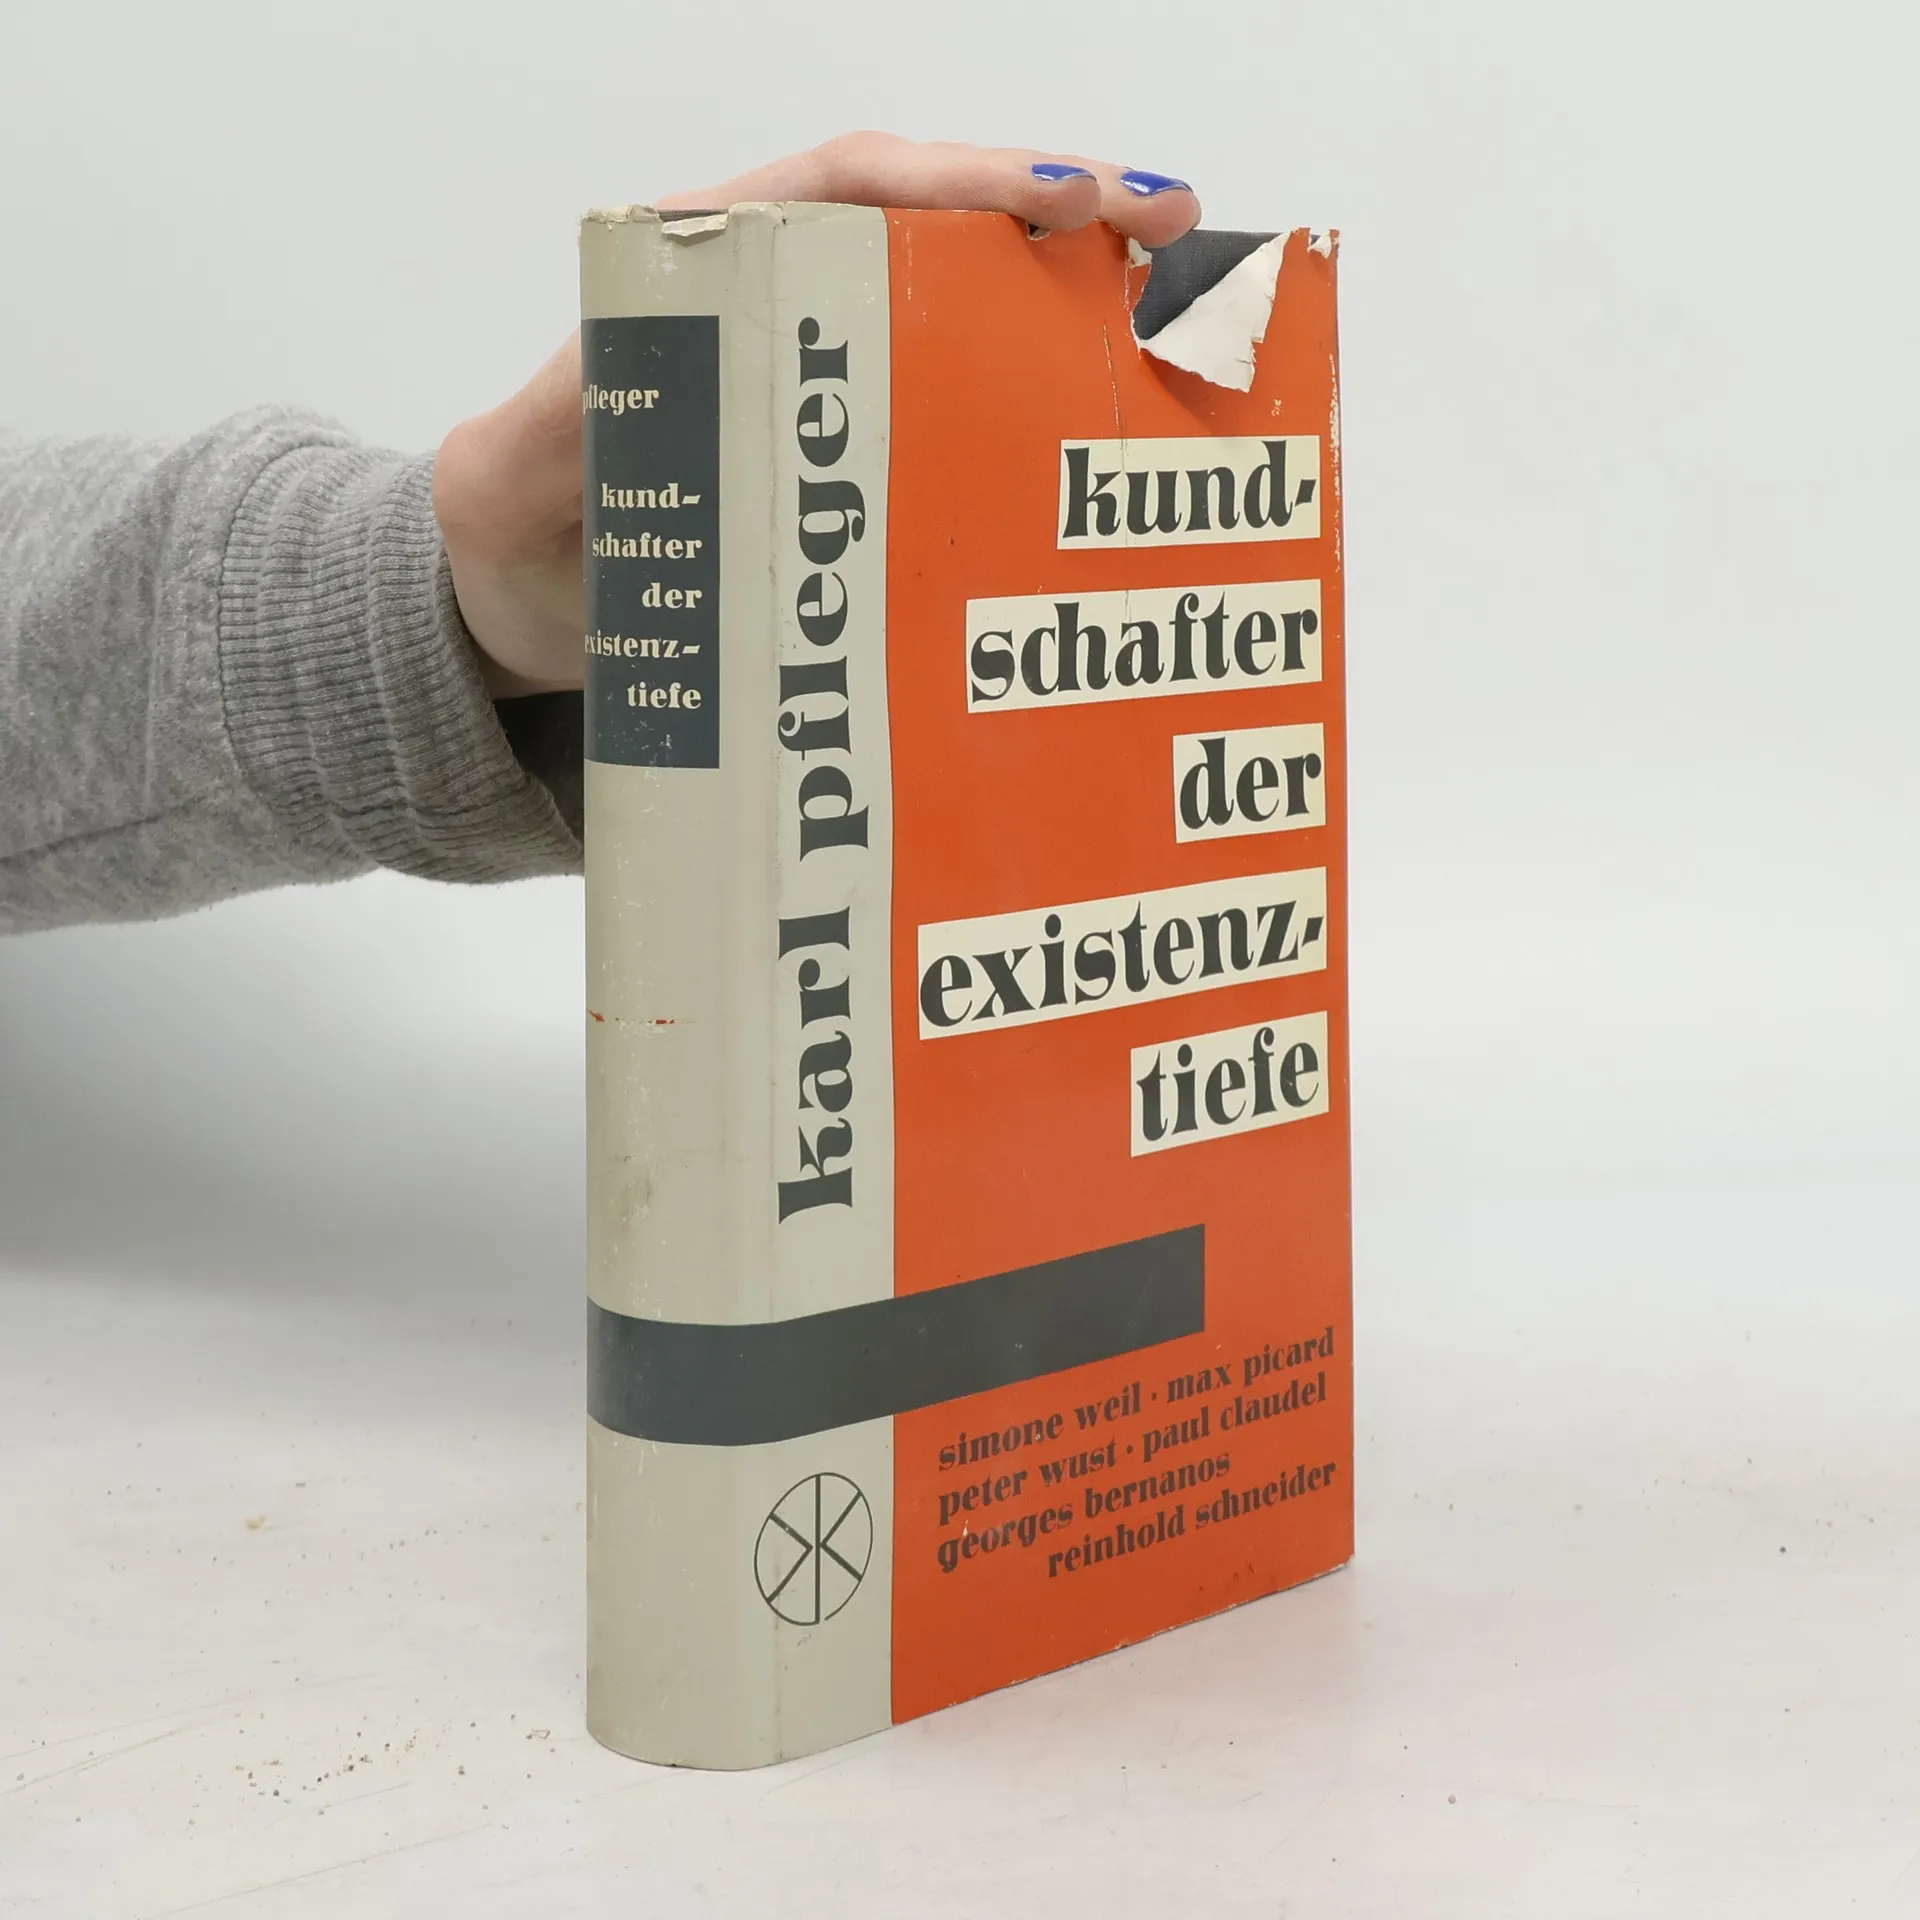 pfleger
kund-
schafter
der
existenz-
tiefe
karl pfleger
kund-
schafter
der
existenz-
tiefe
simone weil · max picard
peter wust · paul claudel
georges bernanos
reinhold schneider